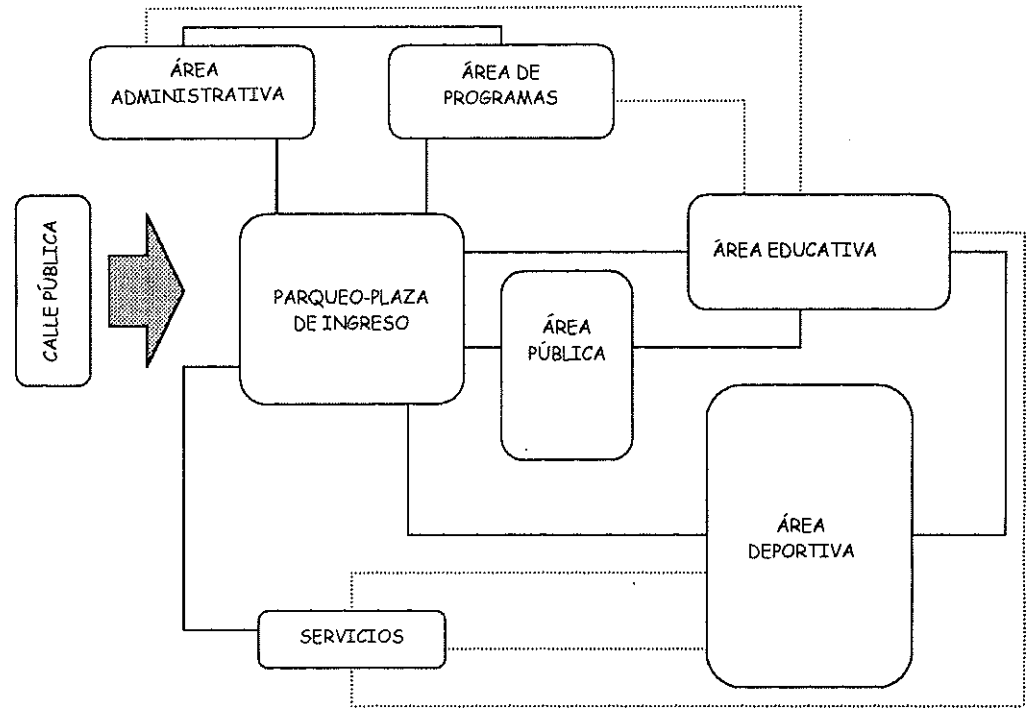 ÁREA
ADMINISTRATIVA
ÁREA DE
PROGRAMAS
CALLE PÚBLICA
PARQUEO-PLAZA
DE INGRESO
ÁREA EDUCATIVA
ÁREA
PÚBLICA
ÁREA
DEPORTIVA
SERVICIOS